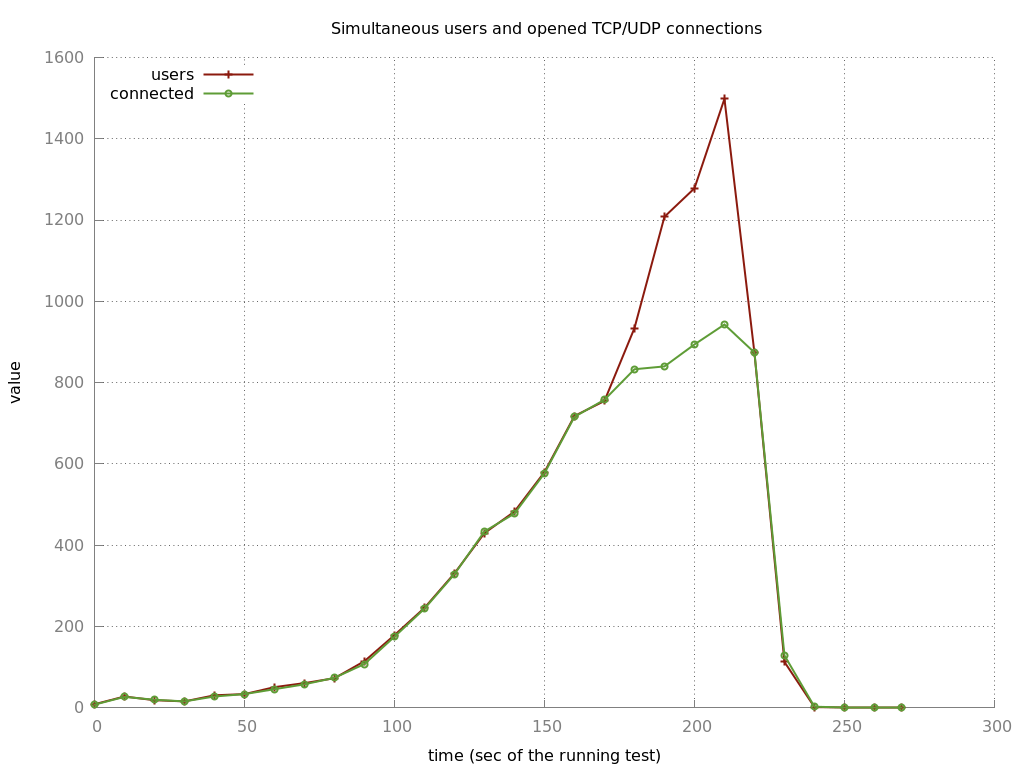 Simultaneous users and opened TCP/UDP connections
users
connected
1600
1400
1200
1000
800
600
400
200
0
value
0 50 100 150 200 250 300
time (sec of the running test)